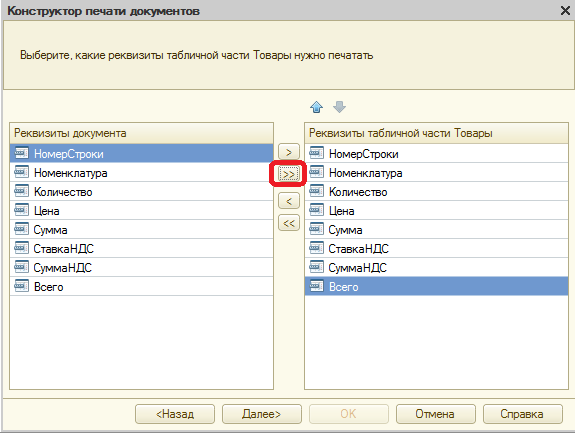 Конструктор печати документов
Выберите, какие реквизиты табличной части Товары нужно печатать
Реквизиты документа
НомерСтроки
Номенклатура
Количество
Цена
Сумма
СтавкаНДС
СуммаНДС
Всего
>
>>
<
<<
Реквизиты табличной части Товары
НомерСтроки
Номенклатура
Количество
Цена
Сумма
СтавкаНДС
СуммаНДС
Всего
<Назад
Далее>
ОК
Отмена
Справка